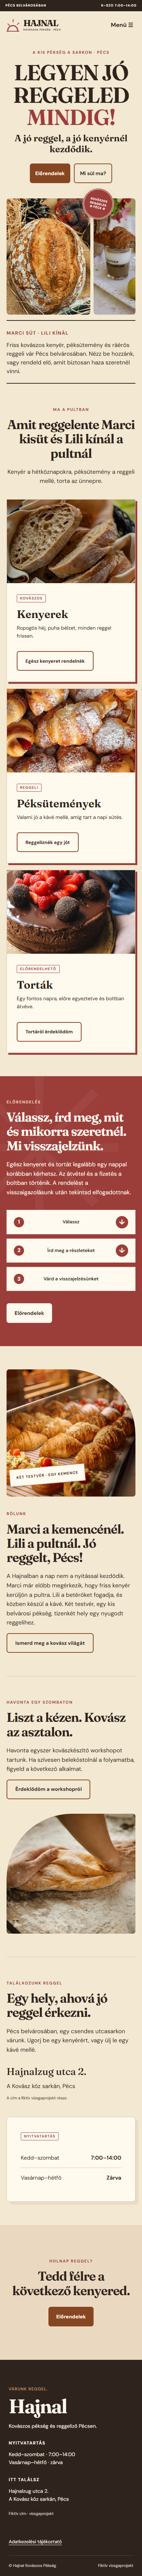 PÉCS BELVÁROSÁBAN
K–SZO 7:00–14:00
HAJNAL
Menü
A KIS PÉKSÉG A SARKON · PÉCS
LEGYEN JÓ
REGGELED
MINDIG!
A jó reggel, a jó kenyérnél
kezdődik.
Előrendelek
Mi sül ma?
MARCI SÜT · LILI KÍNÁL
Friss kovászos kenyér, péksütemény és ráérős
reggeli vár Pécs belvárosában. Nézz be hozzánk,
vagy rendeld elő, amit biztosan haza szeretnél
vinni.
MA A PULTBAN
Amit reggelente Marci
kisüt és Lili kínál a
pultnál
Kenyér a hétköznapokra, péksütemény a reggeli
mellé, torta az ünnepre.
KOVÁSZOS
Kenyerek
Ropogós héj, puha bélzet, minden reggel
frissen.
Egész kenyeret rendelnék
REGGELI
Péksütemények
Valami jó a kávé mellé, amíg tart a napi sütés.
Reggeliznék egy jót
ELŐRENDELHETŐ
Torták
Egy fontos napra, előre egyeztetve és boltban
átvéve.
Tortáról érdeklődöm
ELŐRENDELÉS
Válassz, írd meg, mit
és mikorra szeretnél.
Mi visszajelzünk.
Egész kenyeret és tortát legalább egy nappal
korábban kérhetsz. Az átvétel és a fizetés a
boltban történik. A rendelést a
visszaigazolásunk után tekintsd elfogadottnak.
1
Válassz
2
Írd meg a részleteket
3
Várd a visszajelzésünket
Előrendelek
KÉT TESTVÉR · EGY KEMENCE
RÓLUNK
Marci a kemencénél.
Lili a pultnál. Jó
reggelt, Pécs!
A Hajnalban a nap nem a nyitással kezdődik.
Marci már előbb megérkezik, hogy friss kenyér
kerüljön a pultra. Lili a betérőket fogadja, és
közben készül a kávé. Két testvér, egy kis
belvárosi pékség, tizenkét hely egy nyugodt
reggelihez.
Ismerd meg a kovász világát
HAVONTA EGY SZOMBATON
Liszt a kézen. Kovász
az asztalon.
Havonta egyszer kovászkészítő workshopot
tartunk. Ha szívesen belekóstolnál a folyamatba,
figyeld a következő alkalmat.
Érdeklődöm a workshopról
TALÁLKOZZUNK REGGEL
Egy hely, ahová jó
reggel érkezni.
Pécs belvárosában, egy csendes utcasarkon
várunk. Ugorj be egy kenyérért, vagy ülj le egy
kávé mellé.
Hajnalzug utca 2.
A Kovász köz sarkán, Pécs
A cím a fiktív vizsgaprojekt része.
NYITVATARTÁS
Kedd–szombat
7:00–14:00
Vasárnap–hétfő
Zárva
HOLNAP REGGEL?
Tedd félre a
következő kenyered.
Előrendelek
VÁRUNK REGGEL.
Hajnal
Kovászos pékség és reggeliző Pécsen.
NYITVATARTÁS
Kedd–szombat · 7:00–14:00
Vasárnap–hétfő · zárva
ITT TALÁLSZ
Hajnalzug utca 2.
A Kovász köz sarkán, Pécs
Fiktív cím · vizsgaprojekt
Adatkezelési tájékoztató
© Hajnal Kovászos Pékség
Fiktív vizsgaprojekt